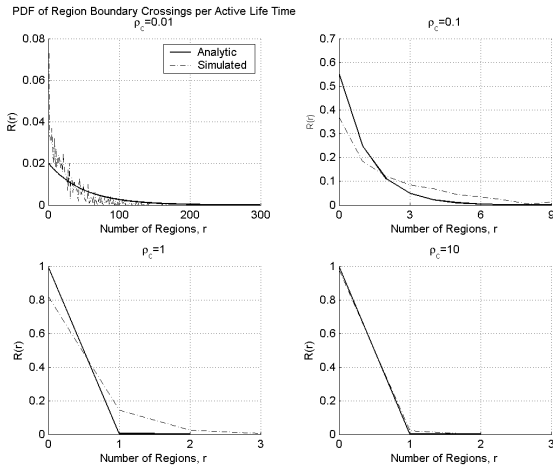 PDF of Region Boundary Crossings per Active Life Time
ρc=0.01
0.08
0.06
0.04
0.02
0
R(r)
Analytic
Simulated
0
100
200
300
Number of Regions, r
ρc=0.1
0.7
0.6
0.5
0.4
0.3
0.2
0.1
0
R(r)
0
3
6
9
Number of Regions, r
ρc=1
1
0.8
0.6
0.4
0.2
0
R(r)
0
1
2
3
Number of Regions, r
ρc=10
1
0.8
0.6
0.4
0.2
0
R(r)
0
1
2
3
Number of Regions, r